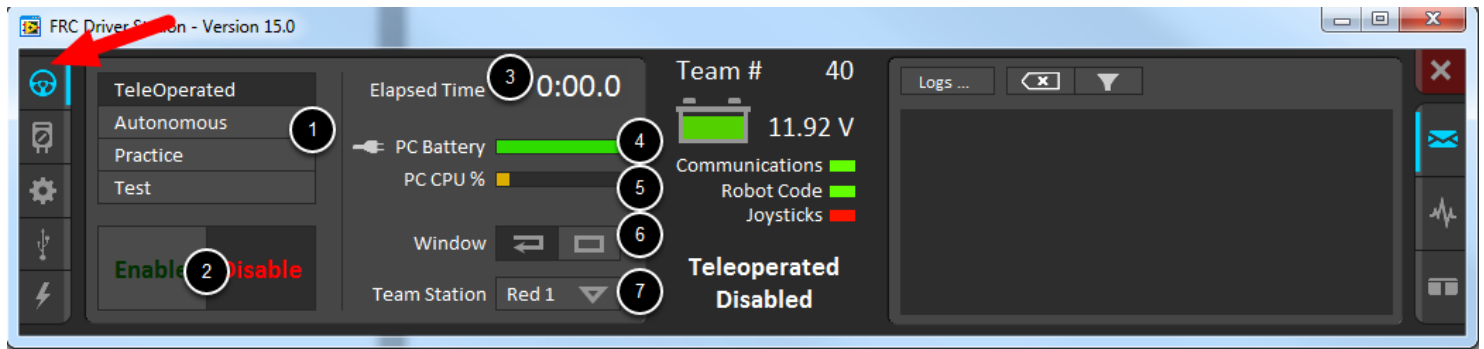 FRC Driver Station - Version 15.0
TeleOperated
Autonomous
Practice
Test
1
Enable
2
Disable
Elapsed Time
3
0:00.0
PC Battery
4
PC CPU %
5
Window
6
Team Station
Red 1
7
Team # 40
11.92 V
Communications
Robot Code
Joysticks
Teleoperated
Disabled
Logs ...